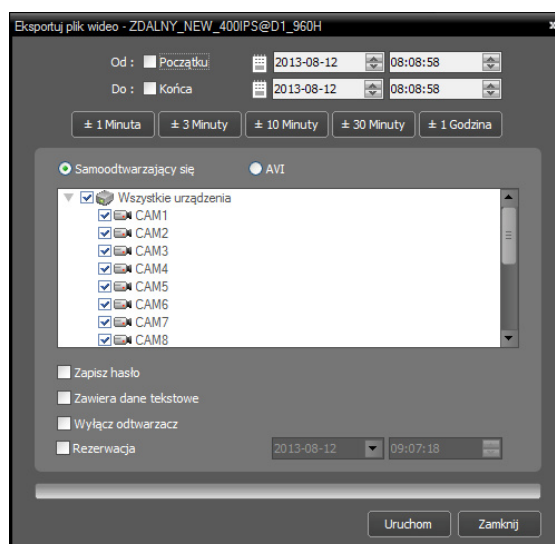 Eksportuj plik wideo - ZDALNY_NEW_400IPS@D1_960H x
Od : Początku 2013-08-12 08:08:58
Do : Końca 2013-08-12 08:08:58
± 1 Minuta ± 3 Minuty ± 10 Minuty ± 30 Minuty ± 1 Godzina
Samoodtwarzający się AVI
Wszystkie urządzenia
CAM1
CAM2
CAM3
CAM4
CAM5
CAM6
CAM7
CAM8
Zapisz hasło
Zawiera dane tekstowe
Wyłącz odtwarzacz
Rezerwacja 2013-08-12 09:07:18
Uruchom Zamknij